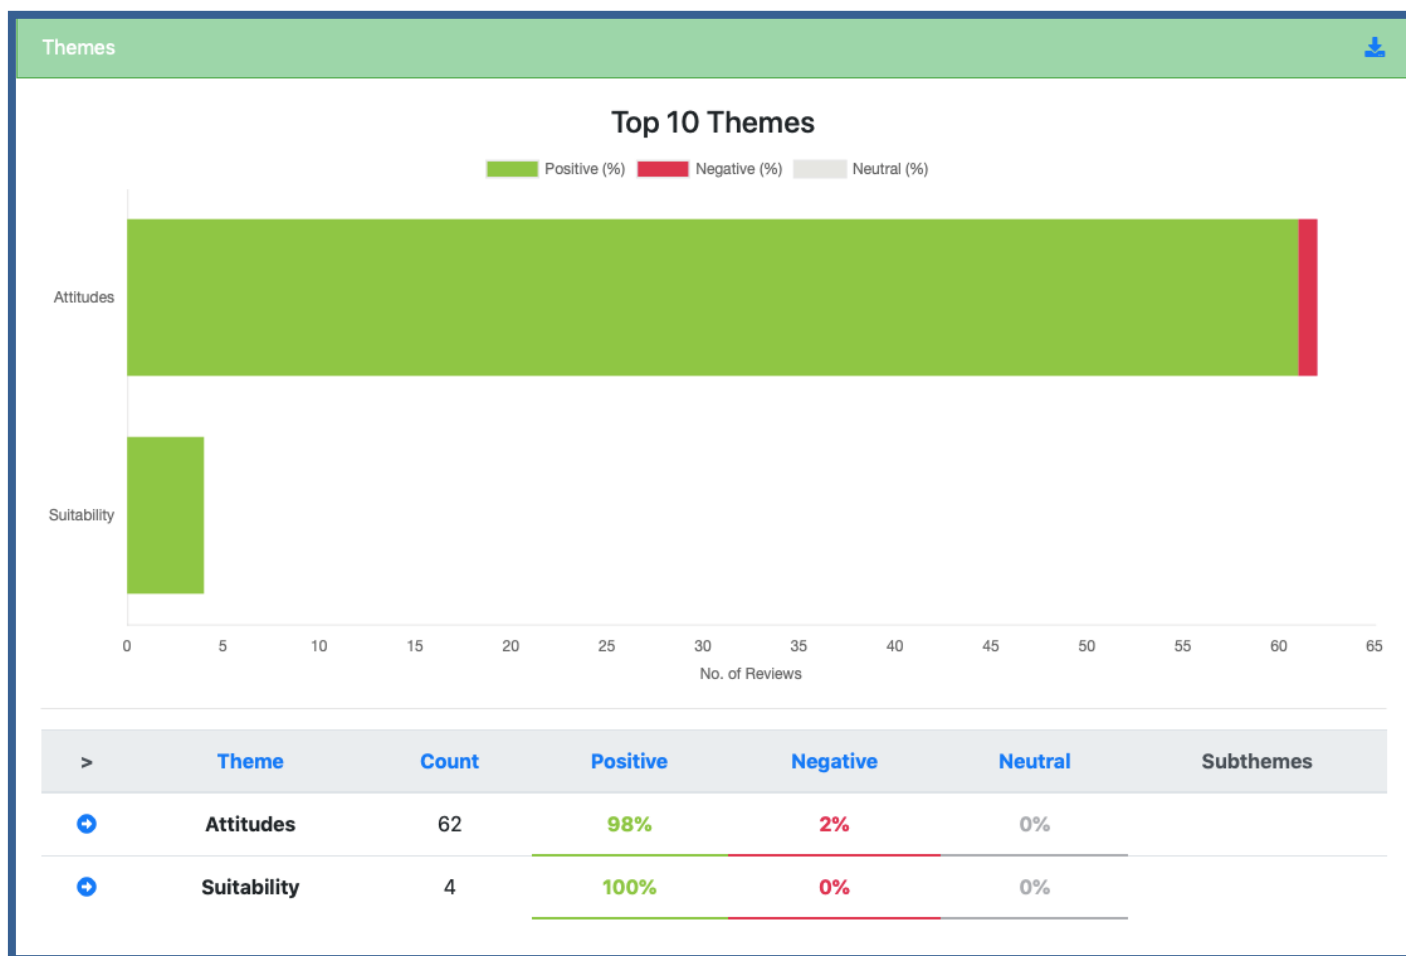 Themes
Top 10 Themes
Positive (%) Negative (%) Neutral (%)
Attitudes
Suitability
0 5 10 15 20 25 30 35 40 45 50 55 60 65
No. of Reviews
> Theme Count Positive Negative Neutral Subthemes
Attitudes 62 98% 2% 0%
Suitability 4 100% 0% 0%